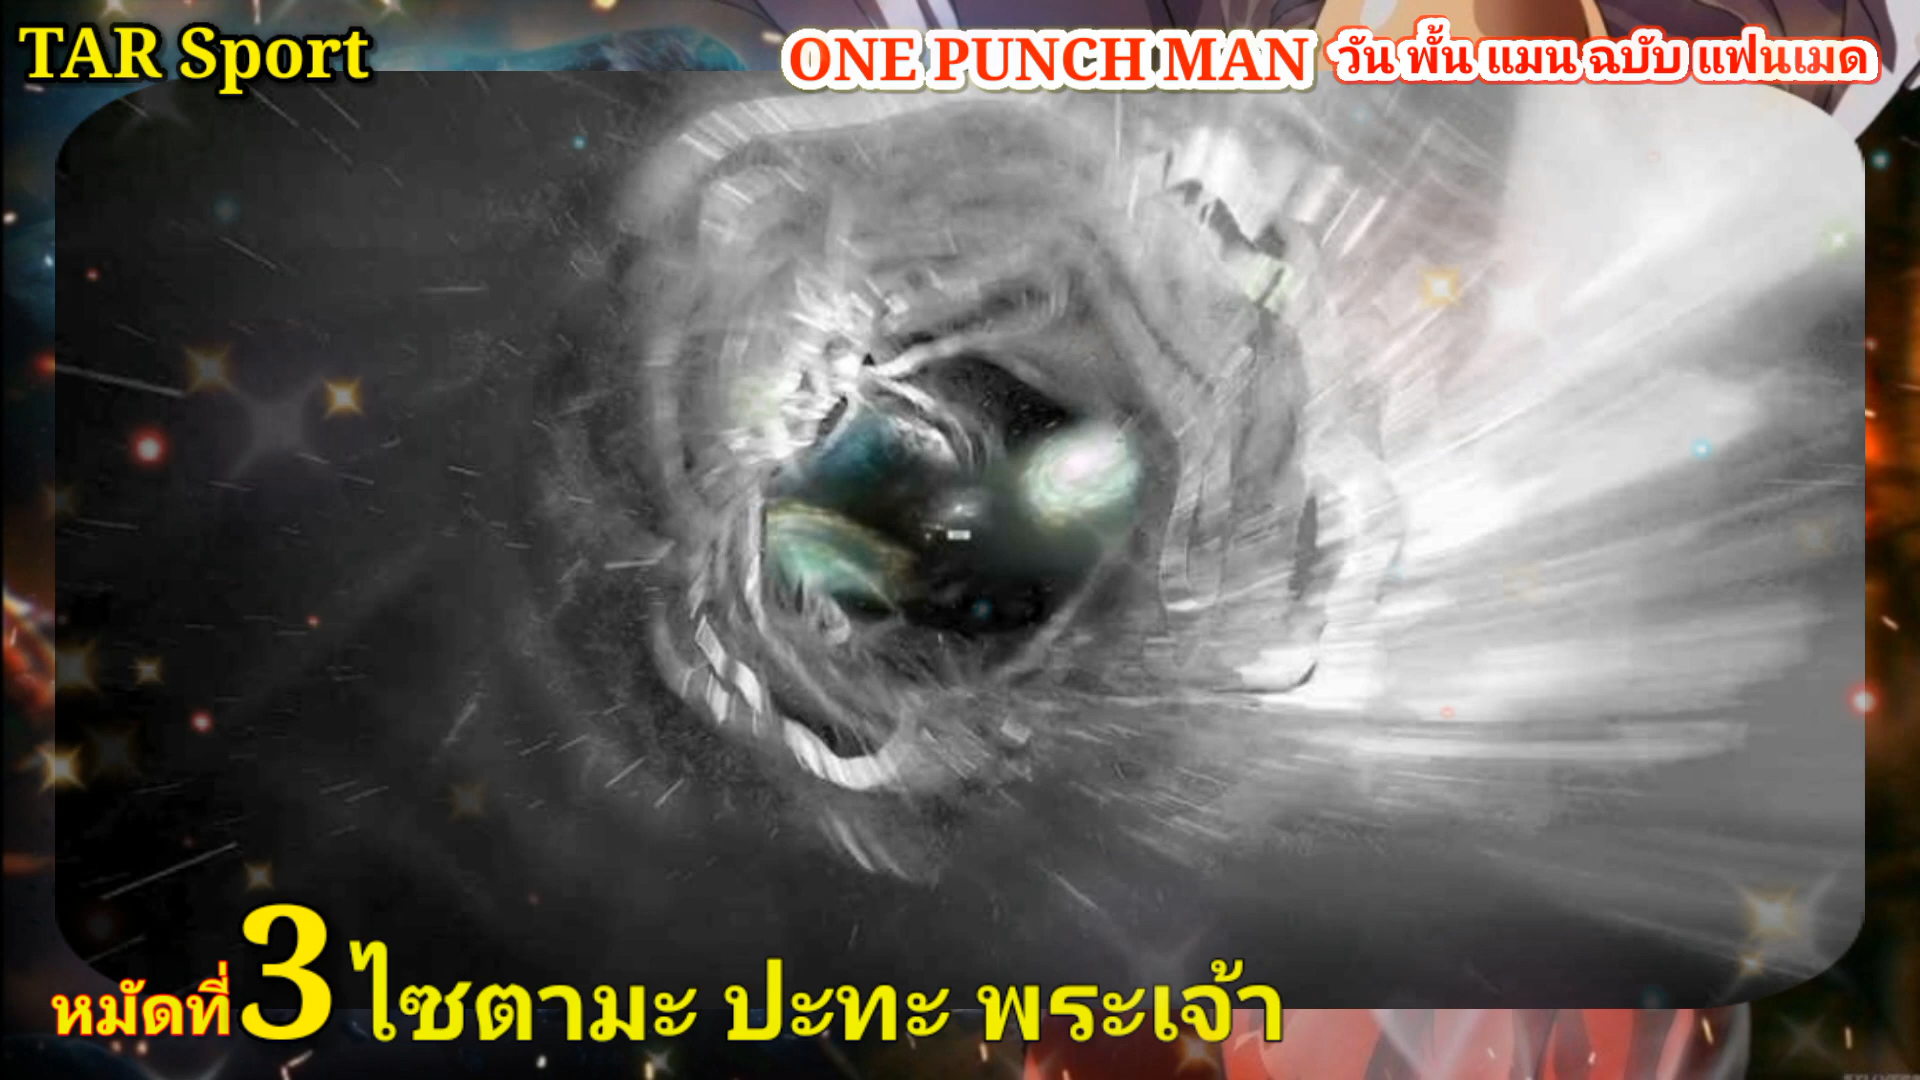 TAR Sport
ONE PUNCH MAN วัน พั้น แมน ฉบับ แฟนเมด
หมัดที่ 3 ไซตามะ ปะทะ พระเจ้า